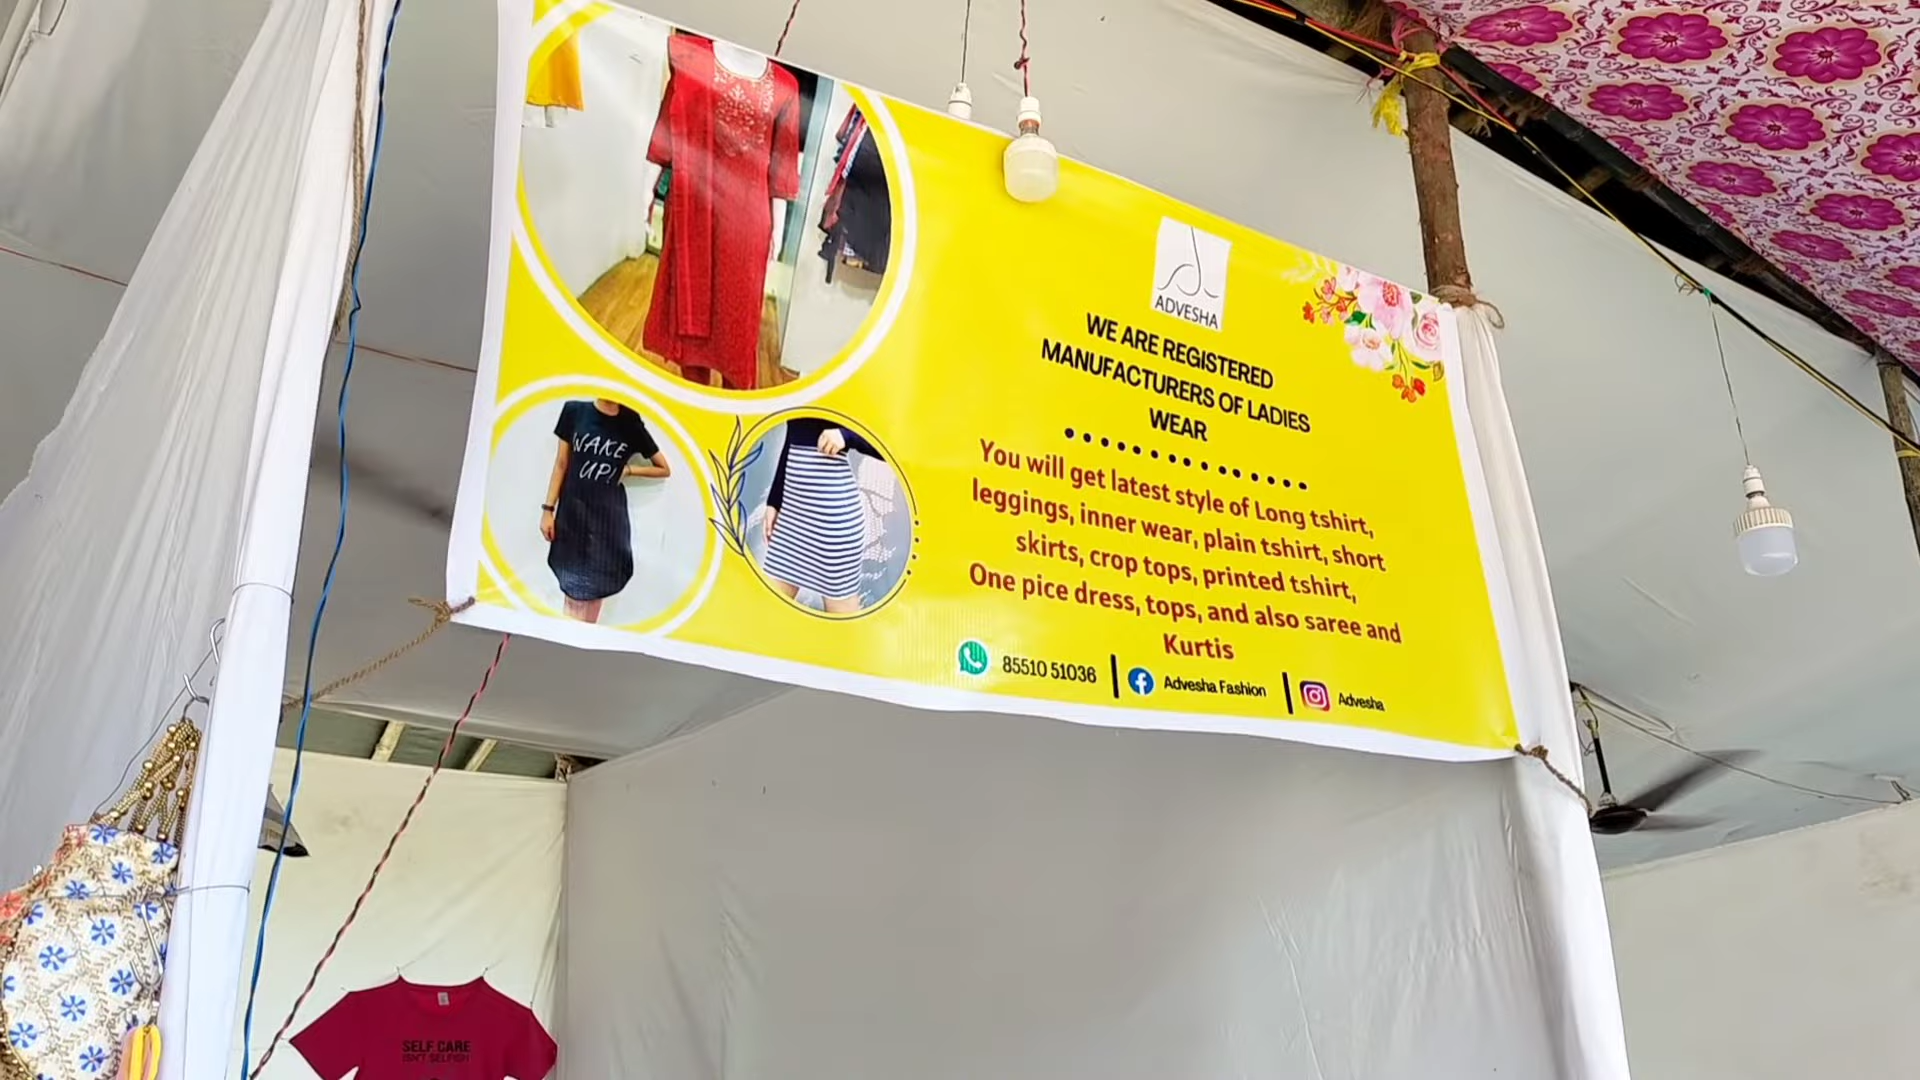 ADVESHA
WE ARE REGISTERED
MANUFACTURERS OF LADIES
WEAR
You will get latest style of Long tshirt,
leggings, inner wear, plain tshirt, short
skirts, crop tops, printed tshirt,
One pice dress, tops, and also saree and
Kurtis
85510 51036
Advesha Fashion
Advesha
WAKE
UP!
SELF CARE
ISN'T SELFISH